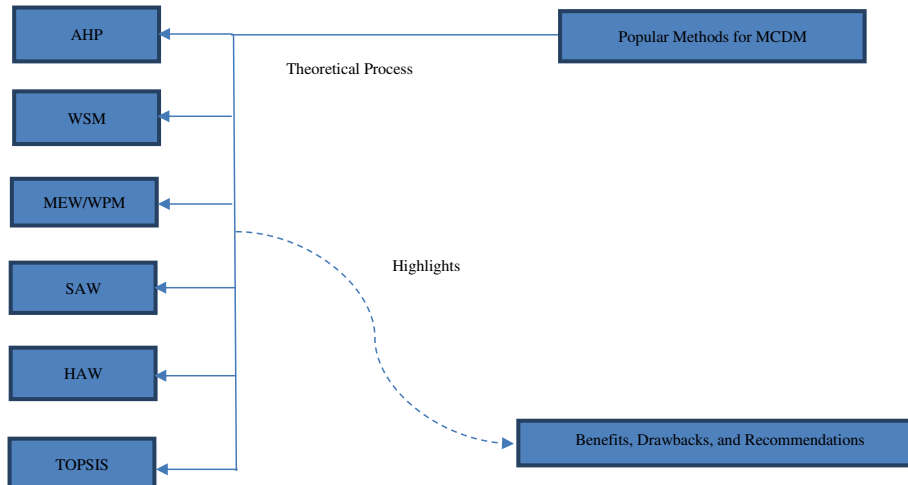 AHP
Popular Methods for MCDM
Theoretical Process
WSM
MEW/WPM
Highlights
SAW
HAW
Benefits, Drawbacks, and Recommendations
TOPSIS